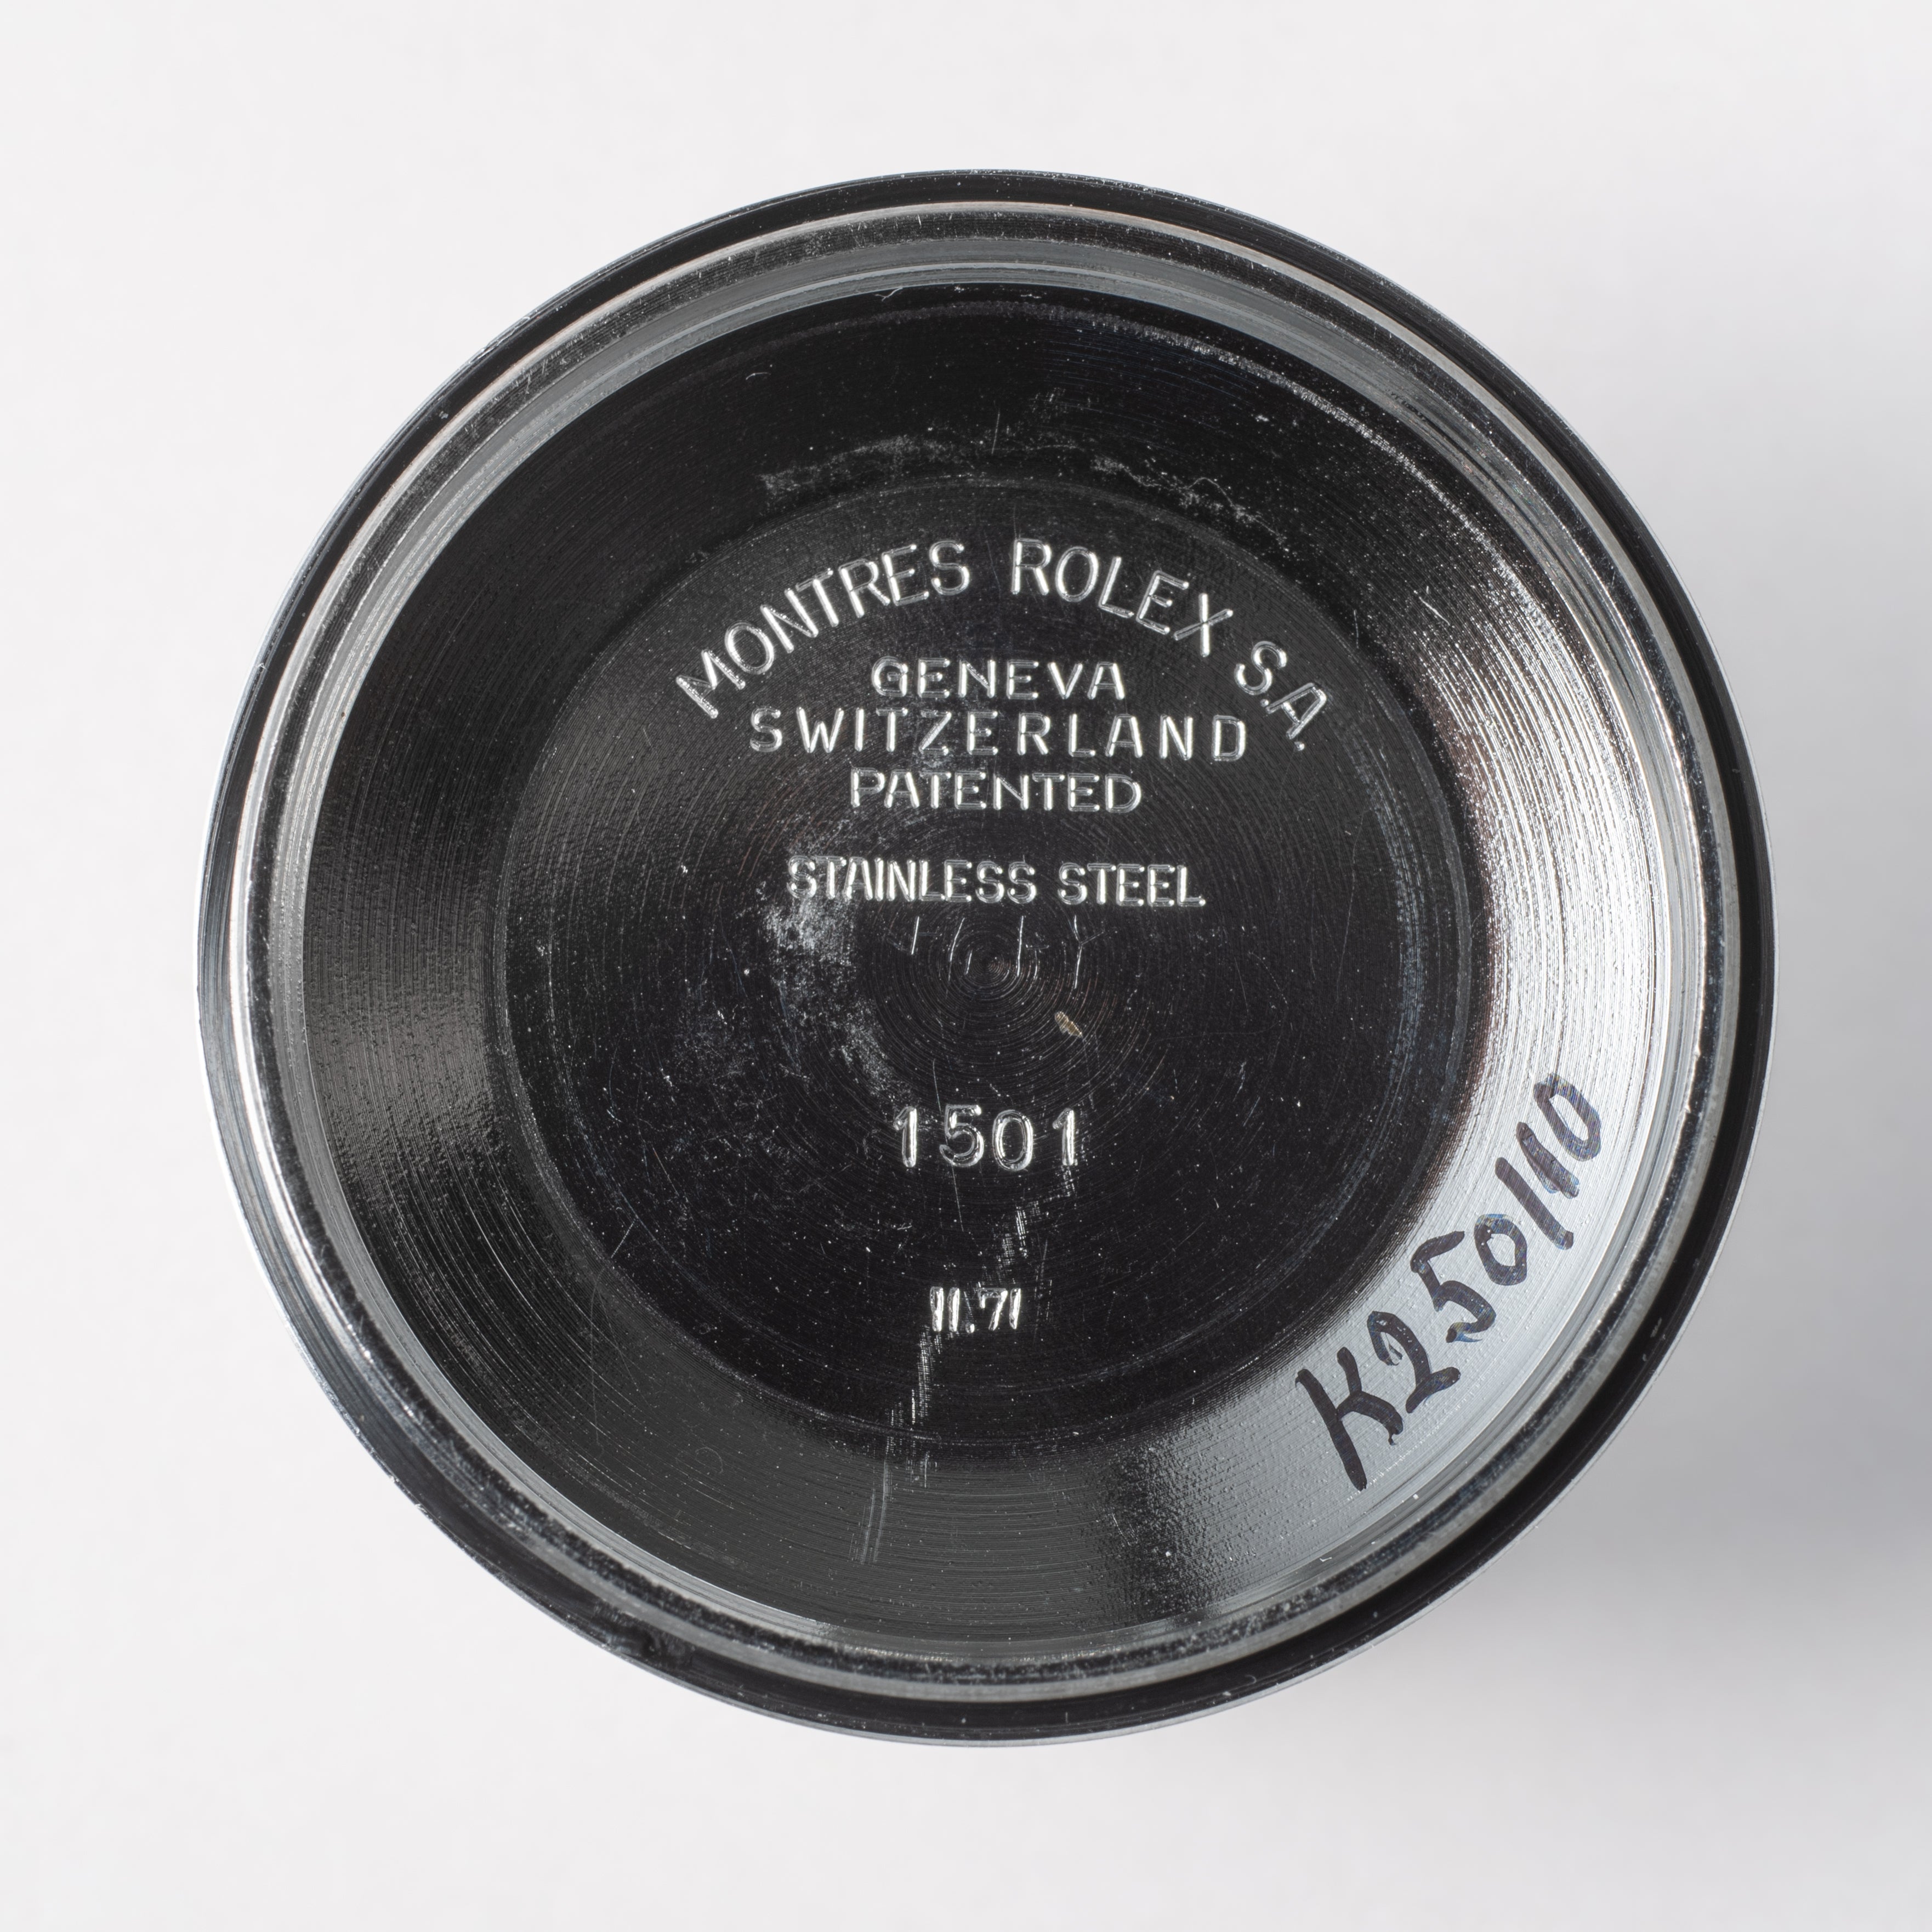 MONTRES ROLEX S.A.
GENEVA
SWITZERLAND
PATENTED
STAINLESS STEEL
1501
II.71
K250110